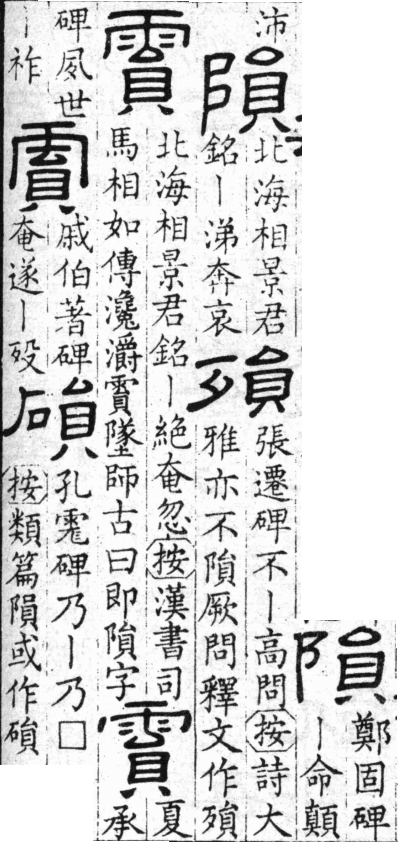 隕
鄭固碑
丨命顛
沛
隕
北海相景君
銘丨涕奔哀
殞
張遷碑不丨高問按詩大
雅亦不隕厥問釋文作殞
霣
北海相景君銘丨絶奄忽按漢書司
馬相如傳瀺灂霣墜師古曰即隕字
霣
夏
承
碑夙世
丨祚
霣
戚伯著碑
奄遂丨歿
磒
孔碑乃丨乃□
按類篇隕或作磒